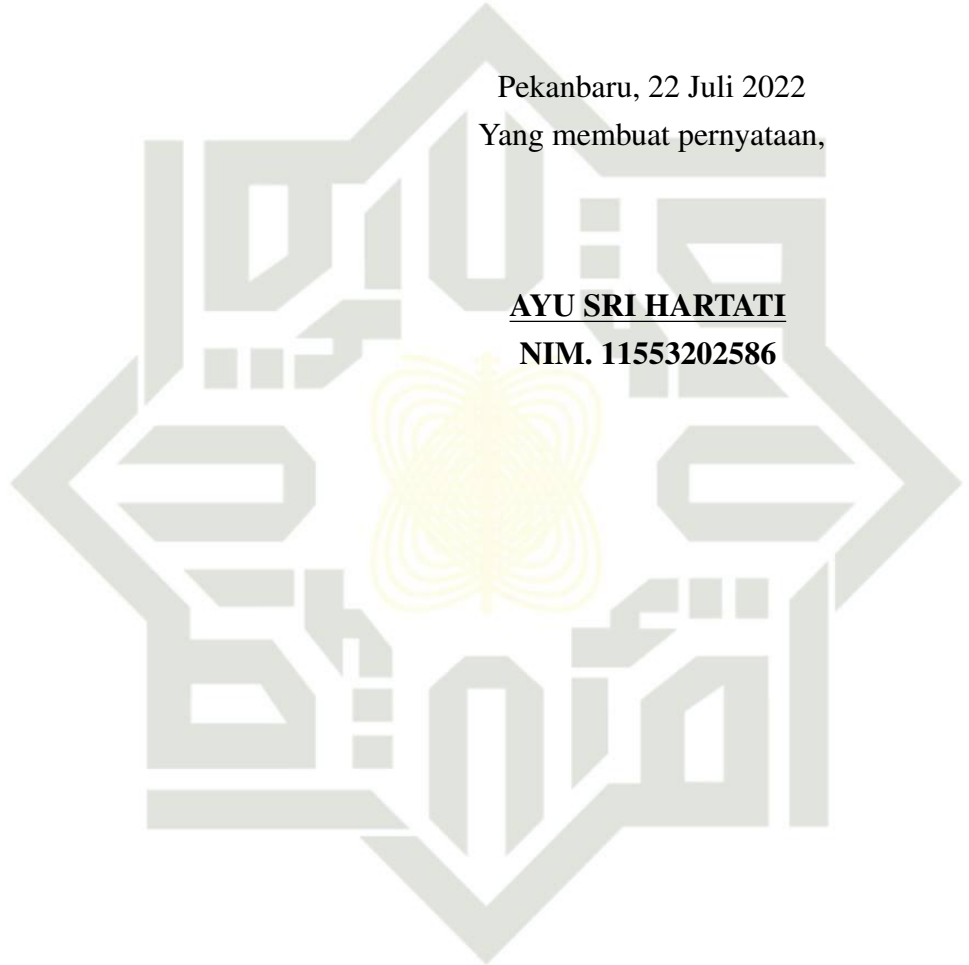 Pekanbaru, 22 Juli 2022
Yang membuat pernyataan,
AYU SRI HARTATI
NIM. 11553202586